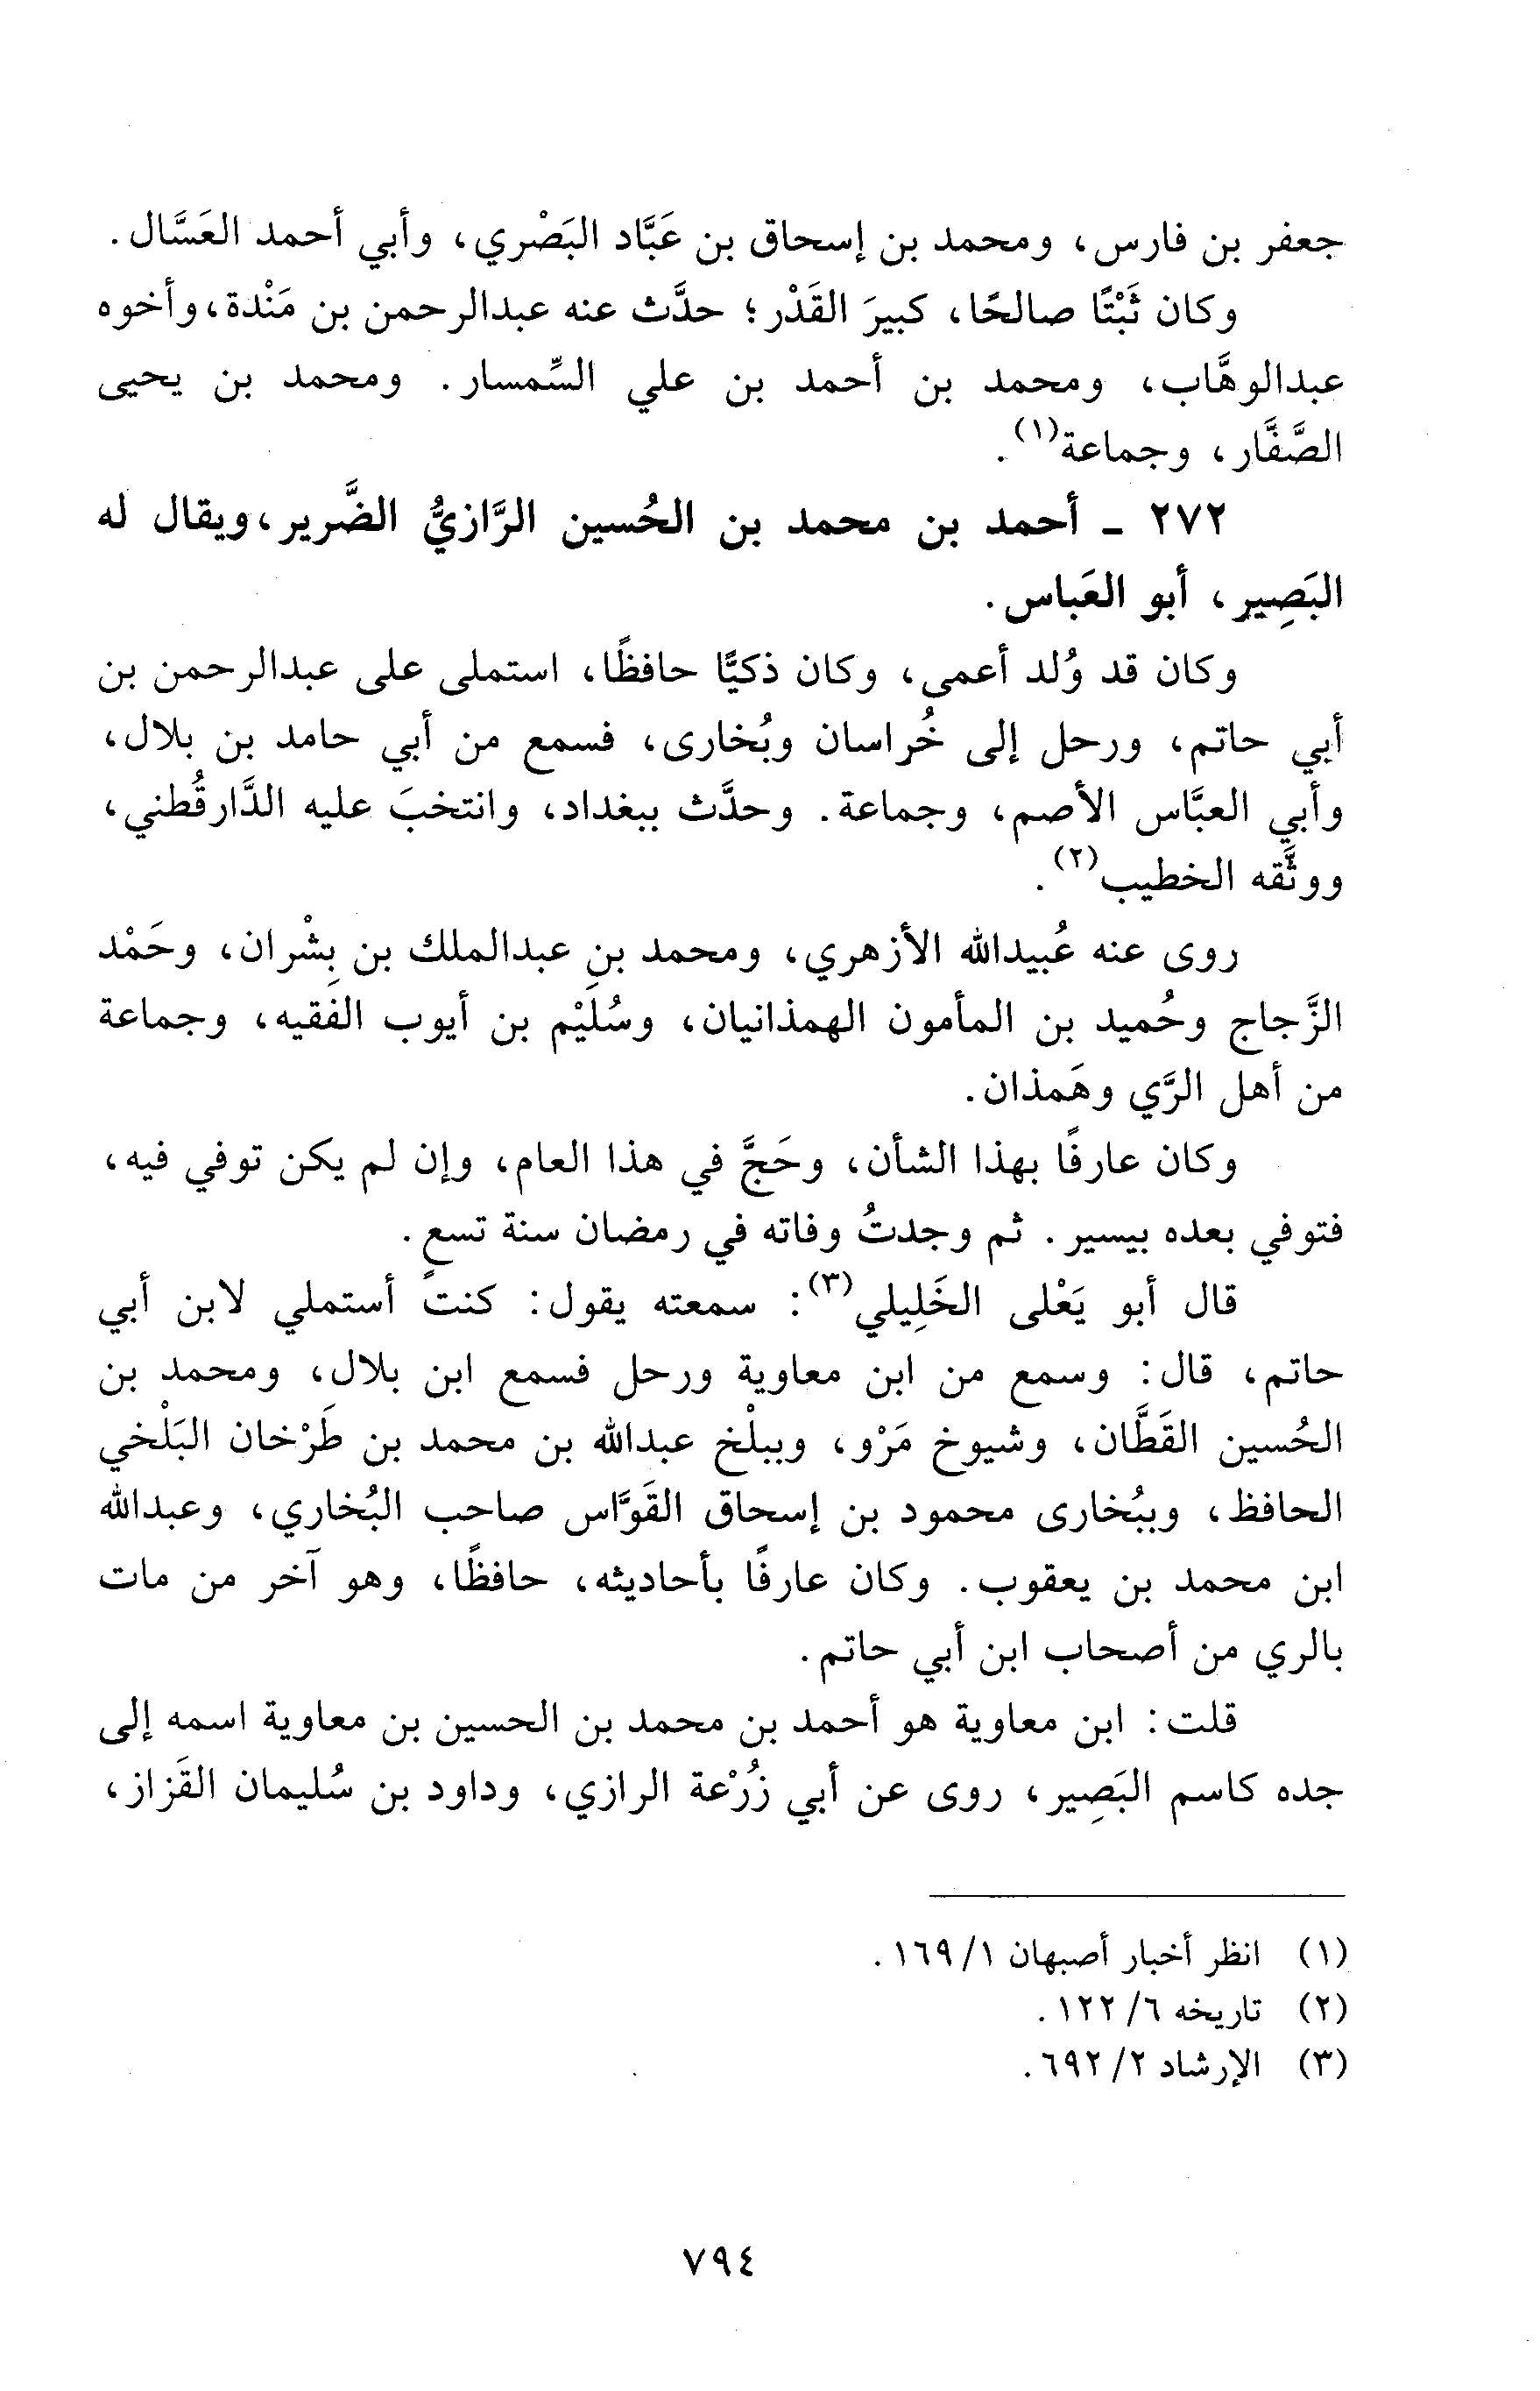 جعفر بن فارس، ومحمد بن إسحاق بن عَبَّاد البَصْري، وأبي أحمد العَسَّال.
وكان ثَبْتًا صالحًا، كبيرَ القَدْر؛ حدَّث عنه عبدالرحمن بن مَنْدة، وأخوه
عبدالوهَّاب، ومحمد بن أحمد بن علي السِّمسار. ومحمد بن يحيى
الصَّفَّار، وجماعة(١).
٢٧٢ - أحمد بن محمد بن الحُسين الرَّازيُّ الضَّرير، ويقال له
البَصِير، أبو العَباس.
وكان قد وُلد أعمى، وكان ذكيًّا حافظًا، استملى على عبدالرحمن بن
أبي حاتم، ورحل إلى خُراسان وبُخارى، فسمع من أبي حامد بن بلال،
وأبي العبَّاس الأصم، وجماعة. وحدَّث ببغداد، وانتخبَ عليه الدَّارقُطني،
ووثَّقه الخطيب(٢).
روى عنه عُبيدالله الأزهري، ومحمد بن عبدالملك بن بِشْران، وحَمْد
الزَّجاج وحُميد بن المأمون الهمذانيان، وسُلَيْم بن أيوب الفقيه، وجماعة
من أهل الرَّي وهَمذان.
وكان عارفًا بهذا الشأن، وحَجَّ في هذا العام، وإن لم يكن توفي فيه،
فتوفي بعده بيسير. ثم وجدتُ وفاته في رمضان سنة تسعٍ.
قال أبو يَعْلى الخَلِيلي(٣): سمعته يقول: كنت أستملي لابن أبي
حاتم، قال: وسمع من ابن معاوية ورحل فسمع ابن بلال، ومحمد بن
الحُسين القَطَّان، وشيوخ مَرْو، وببلْخ عبدالله بن محمد بن طَرْخان البَلْخي
الحافظ، وببُخارى محمود بن إسحاق القَوَّاس صاحب البُخاري، وعبدالله
ابن محمد بن يعقوب. وكان عارفًا بأحاديثه، حافظًا، وهو آخر من مات
بالري من أصحاب ابن أبي حاتم.
قلت: ابن معاوية هو أحمد بن محمد بن الحسين بن معاوية اسمه إلى
جده كاسم البَصِير، روى عن أبي زُرْعة الرازي، وداود بن سُليمان القَزاز،
(١) انظر أخبار أصبهان ١/ ١٦٩.
(٢) تاريخه ٦/ ١٢٢.
(٣) الإرشاد ٢/ ٦٩٢.
٧٩٤